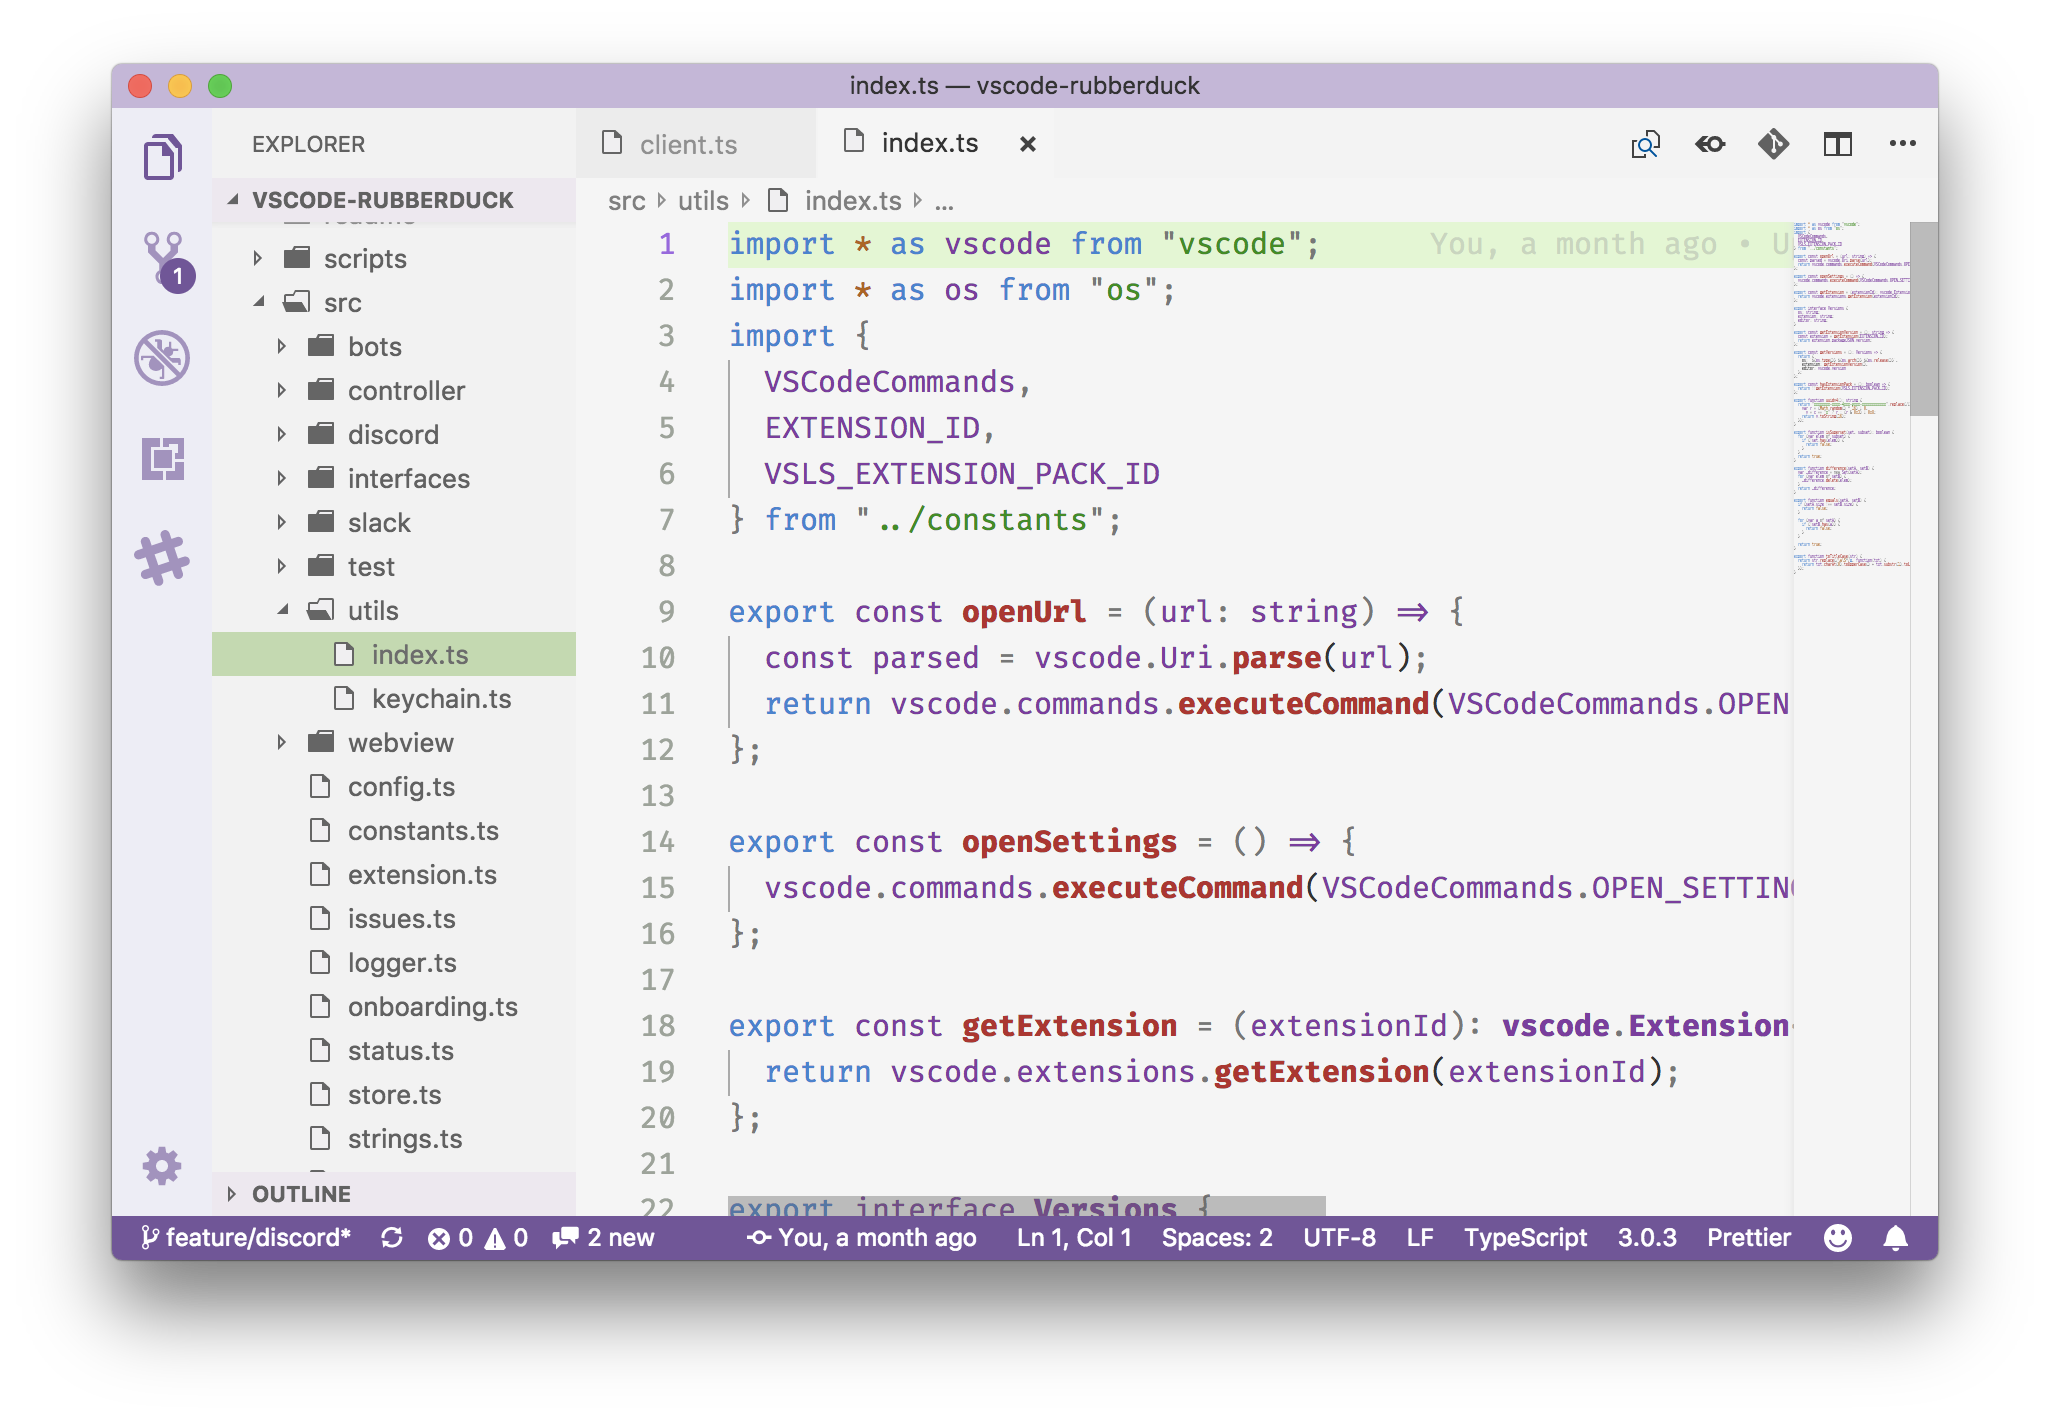 index.ts — vscode-rubberduck
EXPLORER
VSCODE-RUBBERDUCK
scripts
src
bots
controller
discord
interfaces
slack
test
utils
index.ts
keychain.ts
webview
config.ts
constants.ts
extension.ts
issues.ts
logger.ts
onboarding.ts
status.ts
store.ts
strings.ts
OUTLINE
1
client.ts
index.ts
src utils index.ts ...
1 import * as vscode from "vscode"; You, a month ago • U
2 import * as os from "os";
3 import {
4 VSCodeCommands,
5 EXTENSION_ID,
6 VSLS_EXTENSION_PACK_ID
7 } from "../constants";
8
9 export const openUrl = (url: string) => {
10 const parsed = vscode.Uri.parse(url);
11 return vscode.commands.executeCommand(VSCodeCommands.OPEN
12 };
13
14 export const openSettings = () => {
15 vscode.commands.executeCommand(VSCodeCommands.OPEN_SETTING
16 };
17
18 export const getExtension = (extensionId): vscode.Extension
19 return vscode.extensions.getExtension(extensionId);
20 };
21
22 export interface Versions {
feature/discord* 0 0 2 new You, a month ago Ln 1, Col 1 Spaces: 2 UTF-8 LF TypeScript 3.0.3 Prettier